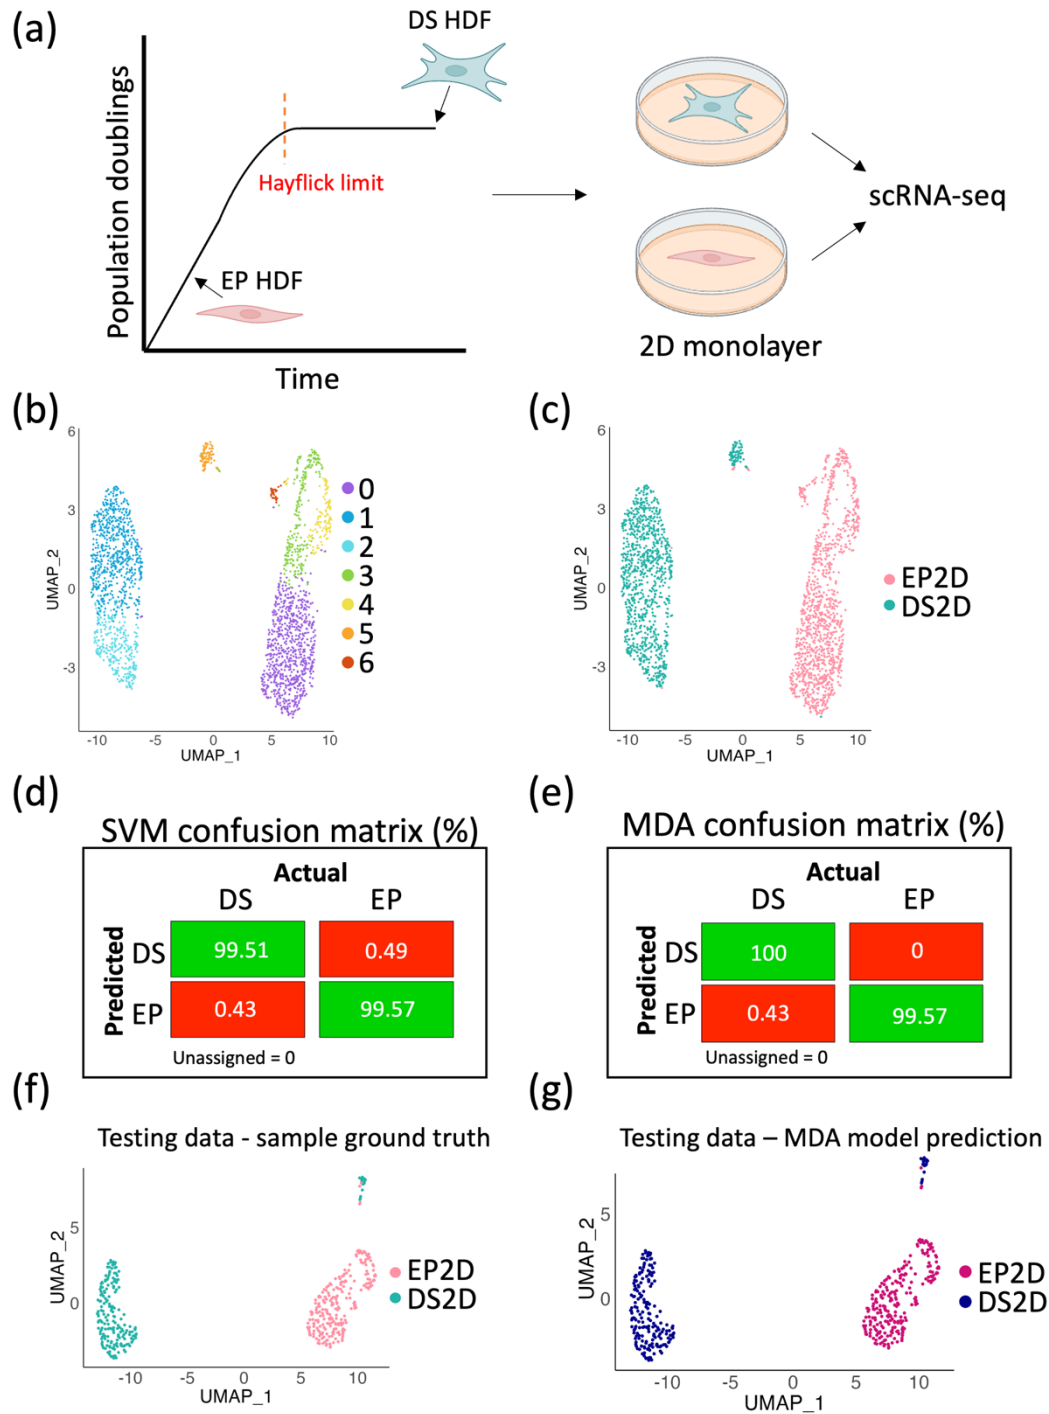 (a)
DS HDF
Population doublings
Hayflick limit
EP HDF
Time
2D monolayer
scRNA-seq
(b)
6
3
0
-3
UMAP_2
-10 -5 0 5 10
UMAP_1
0
1
2
3
4
5
6
(c)
6
3
0
-3
UMAP_2
-10 -5 0 5 10
UMAP_1
EP2D
DS2D
(d)
SVM confusion matrix (%)
Actual
DS EP
Predicted
DS 99.51 0.49
EP 0.43 99.57
Unassigned = 0
(e)
MDA confusion matrix (%)
Actual
DS EP
Predicted
DS 100 0
EP 0.43 99.57
Unassigned = 0
(f)
Testing data - sample ground truth
5
0
UMAP_2
-10 -5 0 5 10
UMAP_1
EP2D
DS2D
(g)
Testing data – MDA model prediction
5
0
UMAP_2
-10 -5 0 5 10
UMAP_1
EP2D
DS2D